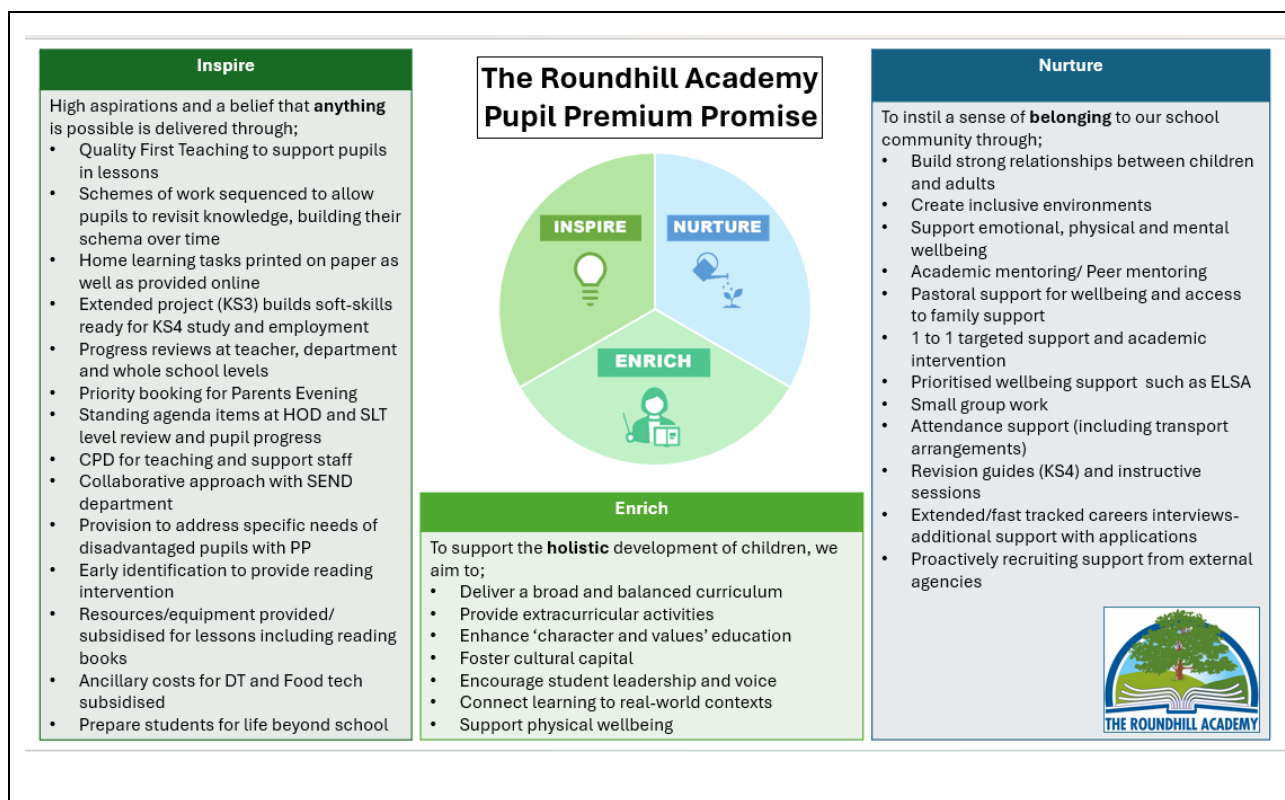 Inspire
High aspirations and a belief that anything
is possible is delivered through;
• Quality First Teaching to support pupils
in lessons
• Schemes of work sequenced to allow
pupils to revisit knowledge, building their
schema over time
• Home learning tasks printed on paper as
well as provided online
• Extended project (KS3) builds soft-skills
ready for KS4 study and employment
• Progress reviews at teacher, department
and whole school levels
• Priority booking for Parents Evening
• Standing agenda items at HOD and SLT
level review and pupil progress
• CPD for teaching and support staff
• Collaborative approach with SEND
department
• Provision to address specific needs of
disadvantaged pupils with PP
• Early identification to provide reading
intervention
• Resources/equipment provided/
subsidised for lessons including reading
books
• Ancillary costs for DT and Food tech
subsidised
• Prepare students for life beyond school
The Roundhill Academy
Pupil Premium Promise
INSPIRE
NURTURE
ENRICH
Enrich
To support the holistic development of children, we
aim to;
• Deliver a broad and balanced curriculum
• Provide extracurricular activities
• Enhance ‘character and values’ education
• Foster cultural capital
• Encourage student leadership and voice
• Connect learning to real-world contexts
• Support physical wellbeing
Nurture
To instil a sense of belonging to our school
community through;
• Build strong relationships between children
and adults
• Create inclusive environments
• Support emotional, physical and mental
wellbeing
• Academic mentoring/ Peer mentoring
• Pastoral support for wellbeing and access
to family support
• 1 to 1 targeted support and academic
intervention
• Prioritised wellbeing support such as ELSA
• Small group work
• Attendance support (including transport
arrangements)
• Revision guides (KS4) and instructive
sessions
• Extended/fast tracked careers interviews-
additional support with applications
• Proactively recruiting support from external
agencies
THE ROUNDHILL ACADEMY